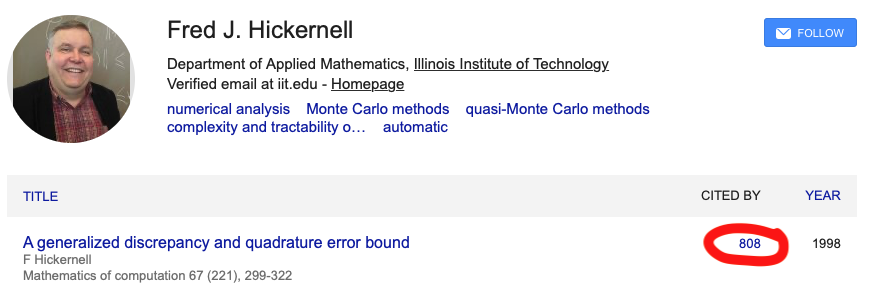 Fred J. Hickernell
FOLLOW
Department of Applied Mathematics, Illinois Institute of Technology
Verified email at iit.edu - Homepage
numerical analysis Monte Carlo methods quasi-Monte Carlo methods
complexity and tractability o… automatic
TITLE CITED BY YEAR
A generalized discrepancy and quadrature error bound 808 1998
F Hickernell
Mathematics of computation 67 (221), 299-322